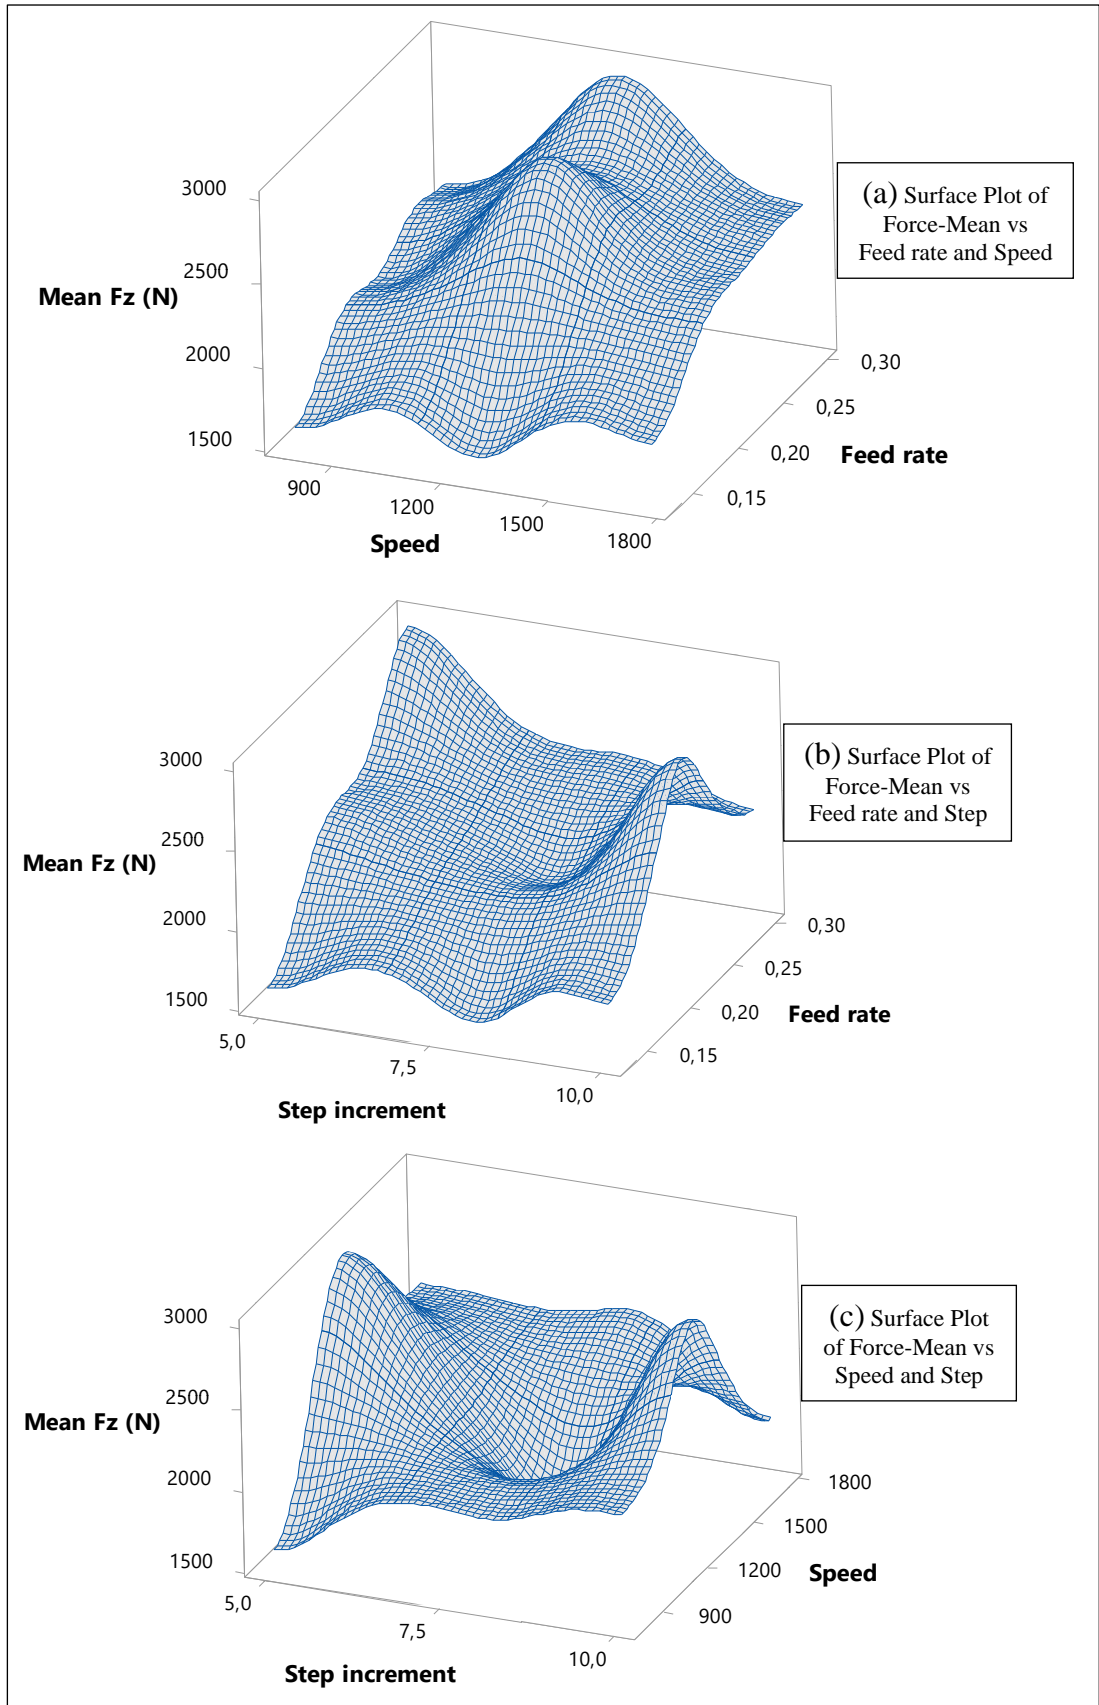 3000
2500
Mean Fz (N)
2000
1500
900
1200
1500
1800
Speed
0,15
0,20
0,25
0,30
Feed rate
(a) Surface Plot of
Force-Mean vs
Feed rate and Speed
3000
2500
Mean Fz (N)
2000
1500
5,0
7,5
10,0
Step increment
0,15
0,20
0,25
0,30
Feed rate
(b) Surface Plot of
Force-Mean vs
Feed rate and Step
3000
2500
Mean Fz (N)
2000
1500
5,0
7,5
10,0
Step increment
900
1200
1500
1800
Speed
(c) Surface Plot
of Force-Mean vs
Speed and Step